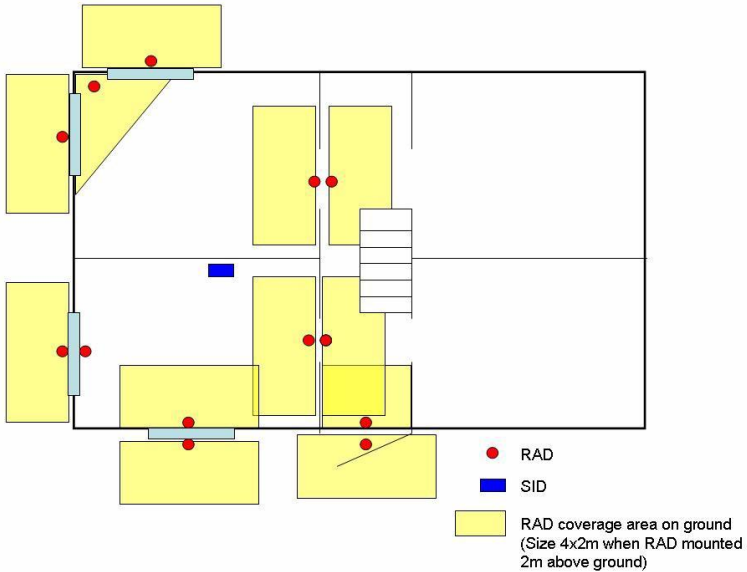 RAD
SID
RAD coverage area on ground
(Size 4x2m when RAD mounted
2m above ground)